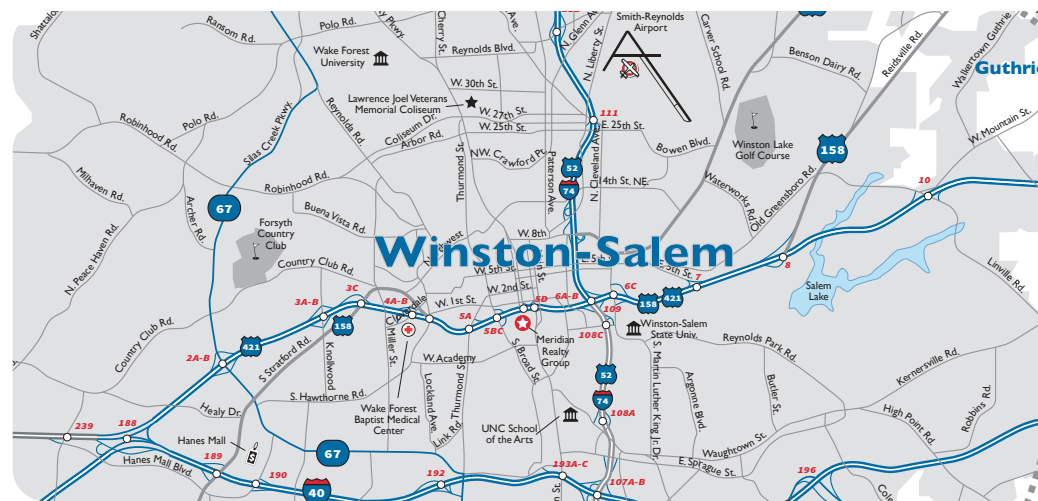 Shattalo
Ransom Rd.
Polo Rd.
y Pkwy.
Cherry St.
Ave.
N. Glenn A
Smith-Reynolds
Airport
Carver School Rd.
Reidsville Rd.
Walkertown Guthrie
Guthrie
Wake Forest
University
Reynolds Blvd.
N. Liberty St.
Benson Dairy Rd.
W. 30th St.
Lawrence Joel Veterans
Memorial Coliseum
W. 27th St.
W. 25th St.
111
E. 25th St.
Coliseum Dr.
Arbor Rd.
Polo Rd.
Robinhood Rd.
Silas Creek Pkwy.
Reynolda Rd.
Thurmond St.
NW. Crawford Pl.
Patterson Ave.
N. Cleveland Ave.
Bowen Blvd.
Winston Lake
Golf Course
158
W. Mountain St.
52
74
14th St. NE.
Milhaven Rd.
Archer Rd.
Robinhood Rd.
Waterworks Rd.
Old Greensboro Rd.
10
67
Buena Vista Rd.
Forsyth
Country
Club
N. Peace Haven Rd.
W. 8th
Winston-Salem
E. 5th
E. 5th St.
Country Club Rd.
W. 5th St.
W. 2nd St.
W. 1st St.
7
8
Linville Rd.
Salem
Lake
3C
3A-B
4A-B
5A
5BC
5D
6A-B
6C
109
158
421
Cloverdale
Miller St.
108C
Winston-Salem
State Univ.
Meridian
Realty
Group
158
421
2A-B
Country Club Rd.
S Stratford Rd.
Knollwood
W. Academy
S. Broad St.
Reynolds Park Rd.
Kernersville Rd.
S. Martin Luther King Jr. Dr.
Argonne Blvd.
Butler St.
52
74
S. Hawthorne Rd.
Lockland Ave.
Thurmond St.
Link Rd.
Wake Forest
Baptist Medical
Center
Healy Dr.
Hanes Mall
UNC School
of the Arts
108A
High Point Rd.
Robbins Rd.
Waughtown St.
239
188
67
Hanes Mall Blvd.
189
190
40
192
193A-C
107A-B
E. Sprague St.
196
n St.
Cole